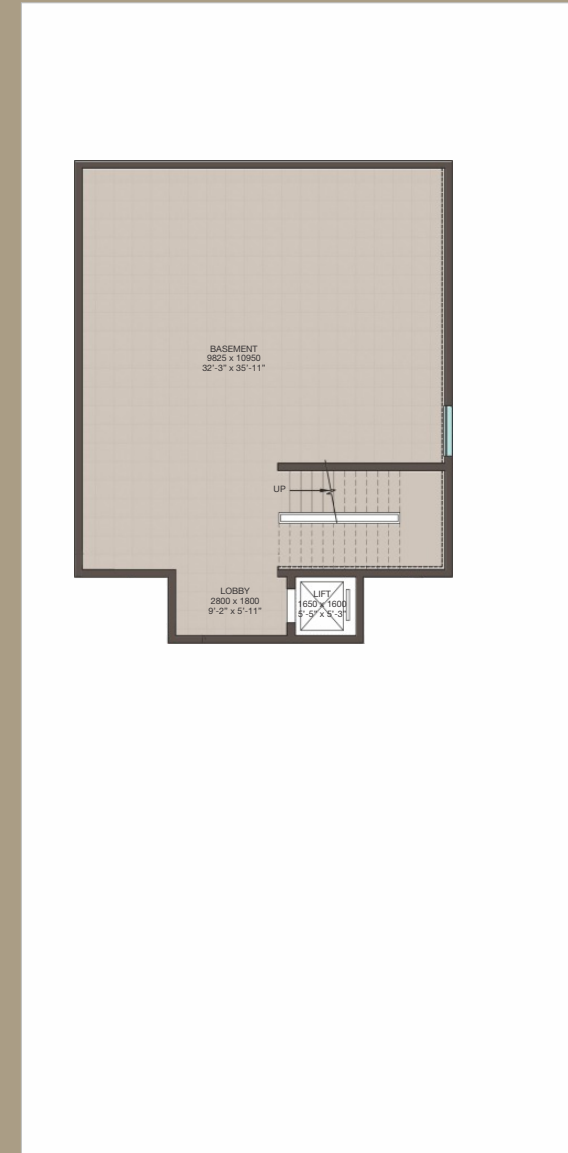 BASEMENT
9825 x 10950
32'-3" x 35'-11"
UP
LOBBY
2800 x 1800
9'-2" x 5'-11"
LIFT
1650 x 1600
5'-5" x 5'-3"